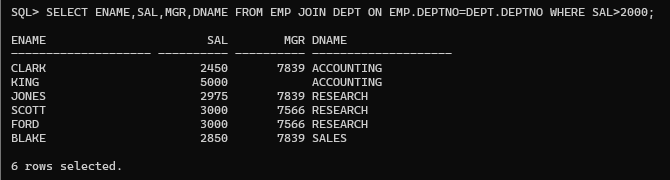 SQL> SELECT ENAME,SAL,MGR,DNAME FROM EMP JOIN DEPT ON EMP.DEPTNO=DEPT.DEPTNO WHERE SAL>2000;
ENAME                       SAL        MGR DNAME
-------------------- ---------- ---------- --------------------
CLARK                      2450       7839 ACCOUNTING
KING                       5000            ACCOUNTING
JONES                      2975       7839 RESEARCH
SCOTT                      3000       7566 RESEARCH
FORD                       3000       7566 RESEARCH
BLAKE                      2850       7839 SALES
6 rows selected.